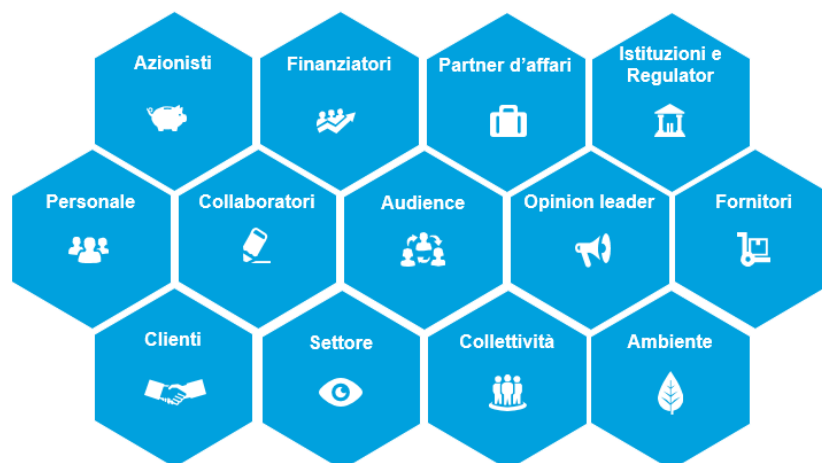 Azionisti
Finanziatori
Partner d'affari
Istituzioni e
Regulator
Personale
Collaboratori
Audience
Opinion leader
Fornitori
Clienti
Settore
Collettività
Ambiente